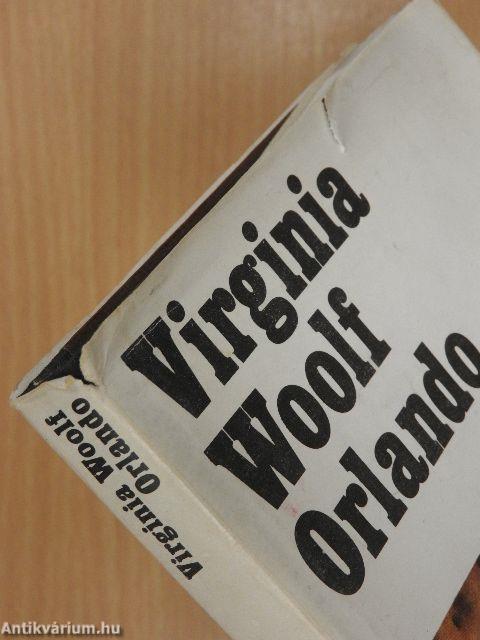 Virginia
Woolf
Orlando
Virginia Woolf
Orlando
Antikvárium.hu